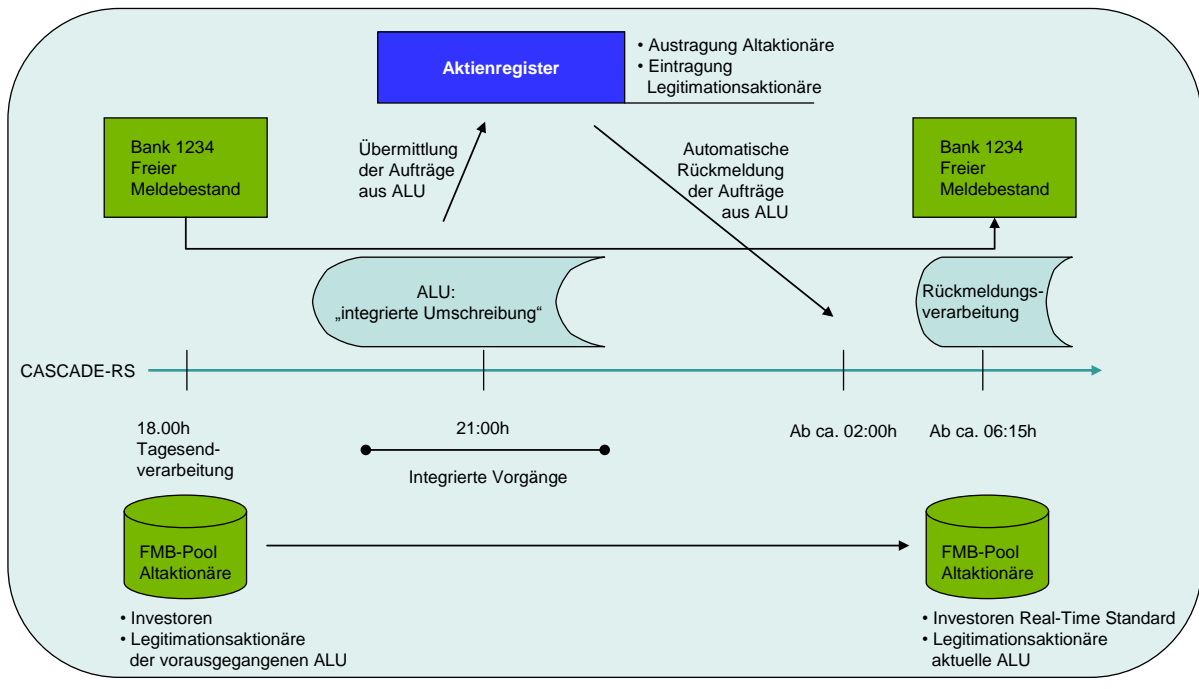 Aktienregister
• Austragung Altaktionäre
• Eintragung
Legitimationsaktionäre
Bank 1234
Freier
Meldebestand
Übermittlung
der Aufträge
aus ALU
Automatische
Rückmeldung
der Aufträge
aus ALU
Bank 1234
Freier
Meldebestand
ALU:
„integrierte Umschreibung“
Rückmeldungs-
verarbeitung
CASCADE-RS
18.00h
Tagesend-
verarbeitung
21:00h
Integrierte Vorgänge
Ab ca. 02:00h
Ab ca. 06:15h
FMB-Pool
Altaktionäre
• Investoren
• Legitimationsaktionäre
der vorausgegangenen ALU
FMB-Pool
Altaktionäre
• Investoren Real-Time Standard
• Legitimationsaktionäre
aktuelle ALU